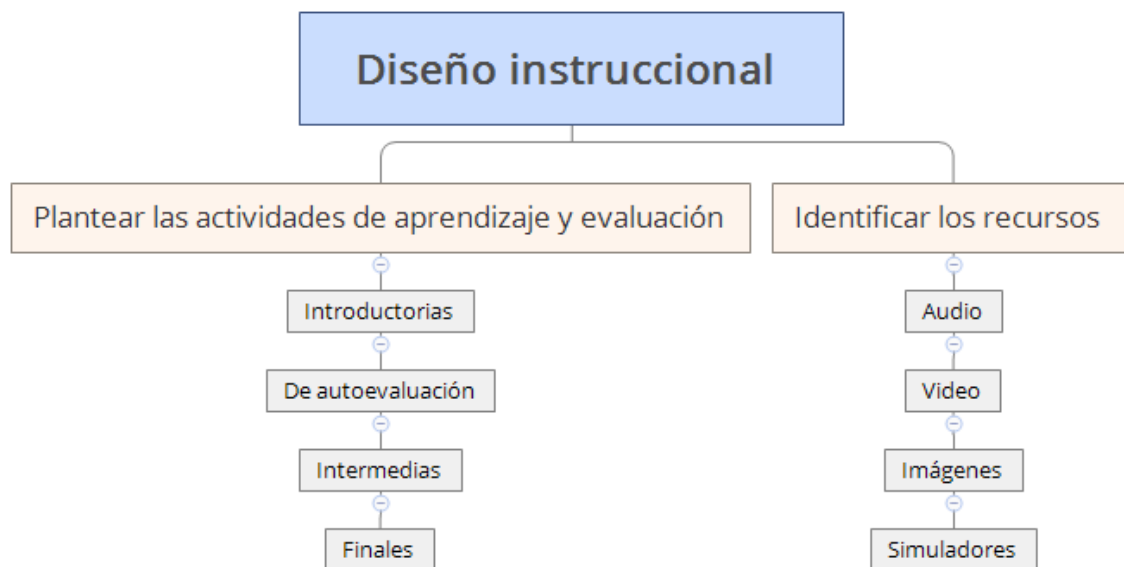 Diseño instruccional
Plantear las actividades de aprendizaje y evaluación
Introductorias
De autoevaluación
Intermedias
Finales
Identificar los recursos
Audio
Video
Imágenes
Simuladores